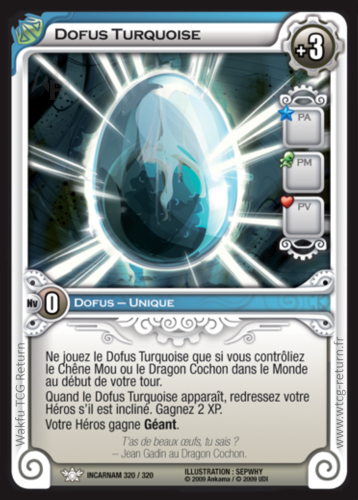 Dofus Turquoise
+3
PA
PM
PV
Nv 0 Dofus – Unique
Ne jouez le Dofus Turquoise que si vous contrôliez
le Chêne Mou ou le Dragon Cochon dans le Monde
au début de votre tour.
Quand le Dofus Turquoise apparaît, redressez votre
Héros s'il est incliné. Gagnez 2 XP.
Votre Héros gagne Géant.
T'as de beaux œufs, tu sais ?
– Jean Gadin au Dragon Cochon.
INCARNAM 320 / 320
ILLUSTRATION : SEPWHY
© 2009 Ankama / © 2009 UDI
Wakfu TCG Return
www.wtcg-return.fr